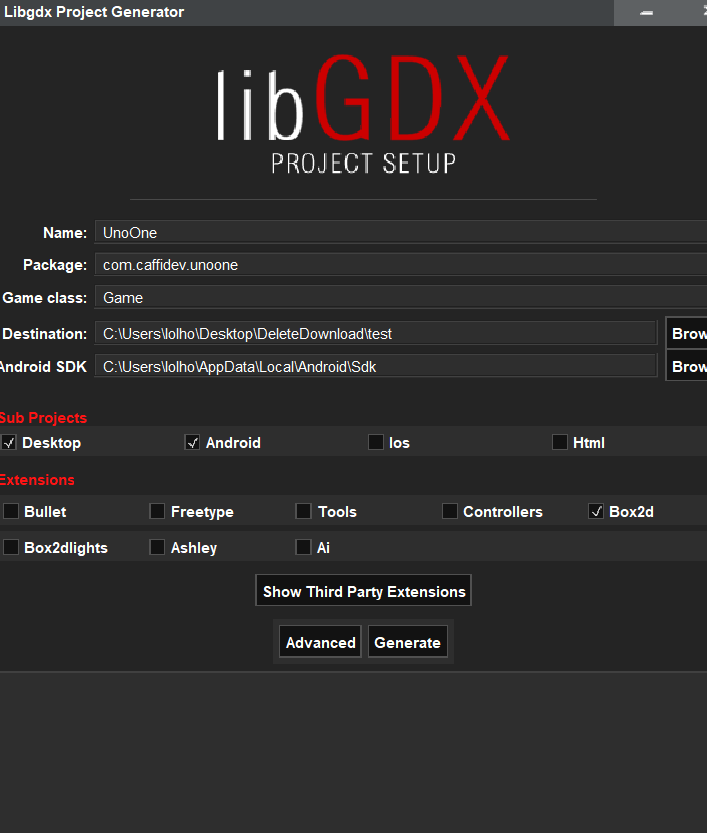 Libgdx Project Generator
libGDX
PROJECT SETUP
Name: UnoOne
Package: com.caffidev.unoone
Game class: Game
Destination: C:\Users\lolho\Desktop\DeleteDownload\test Brow
Android SDK C:\Users\lolho\AppData\Local\Android\Sdk Brow
Sub Projects
Desktop Android Ios Html
Extensions
Bullet Freetype Tools Controllers Box2d
Box2dlights Ashley Ai
Show Third Party Extensions
Advanced Generate